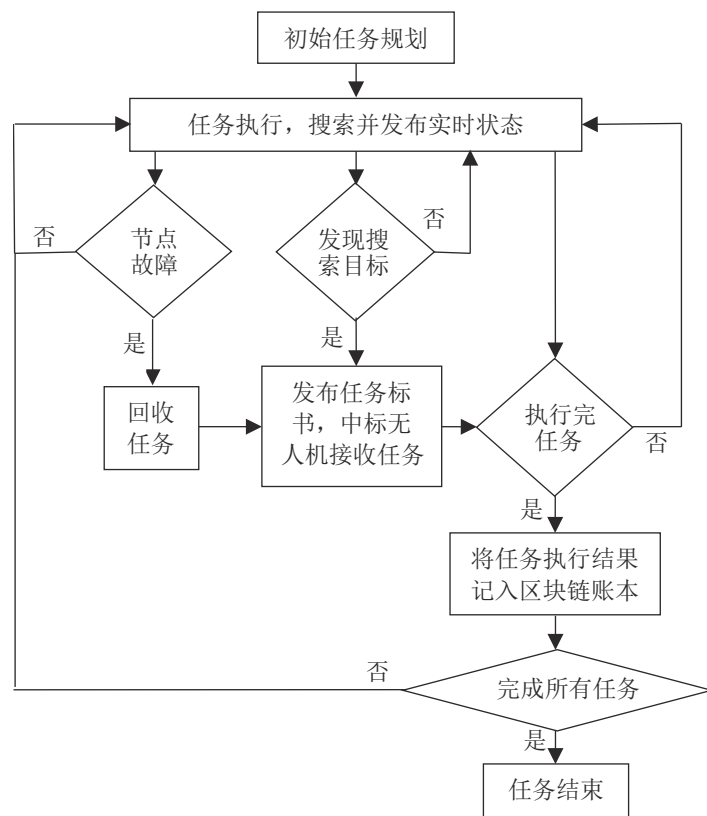 初始任务规划
任务执行，搜索并发布实时状态
否
节点
故障
发现搜
索目标
否
是
是
回收
任务
发布任务标
书，中标无
人机接收任务
执行完
任务
否
是
将任务执行结果
记入区块链账本
否
完成所有任务
是
任务结束